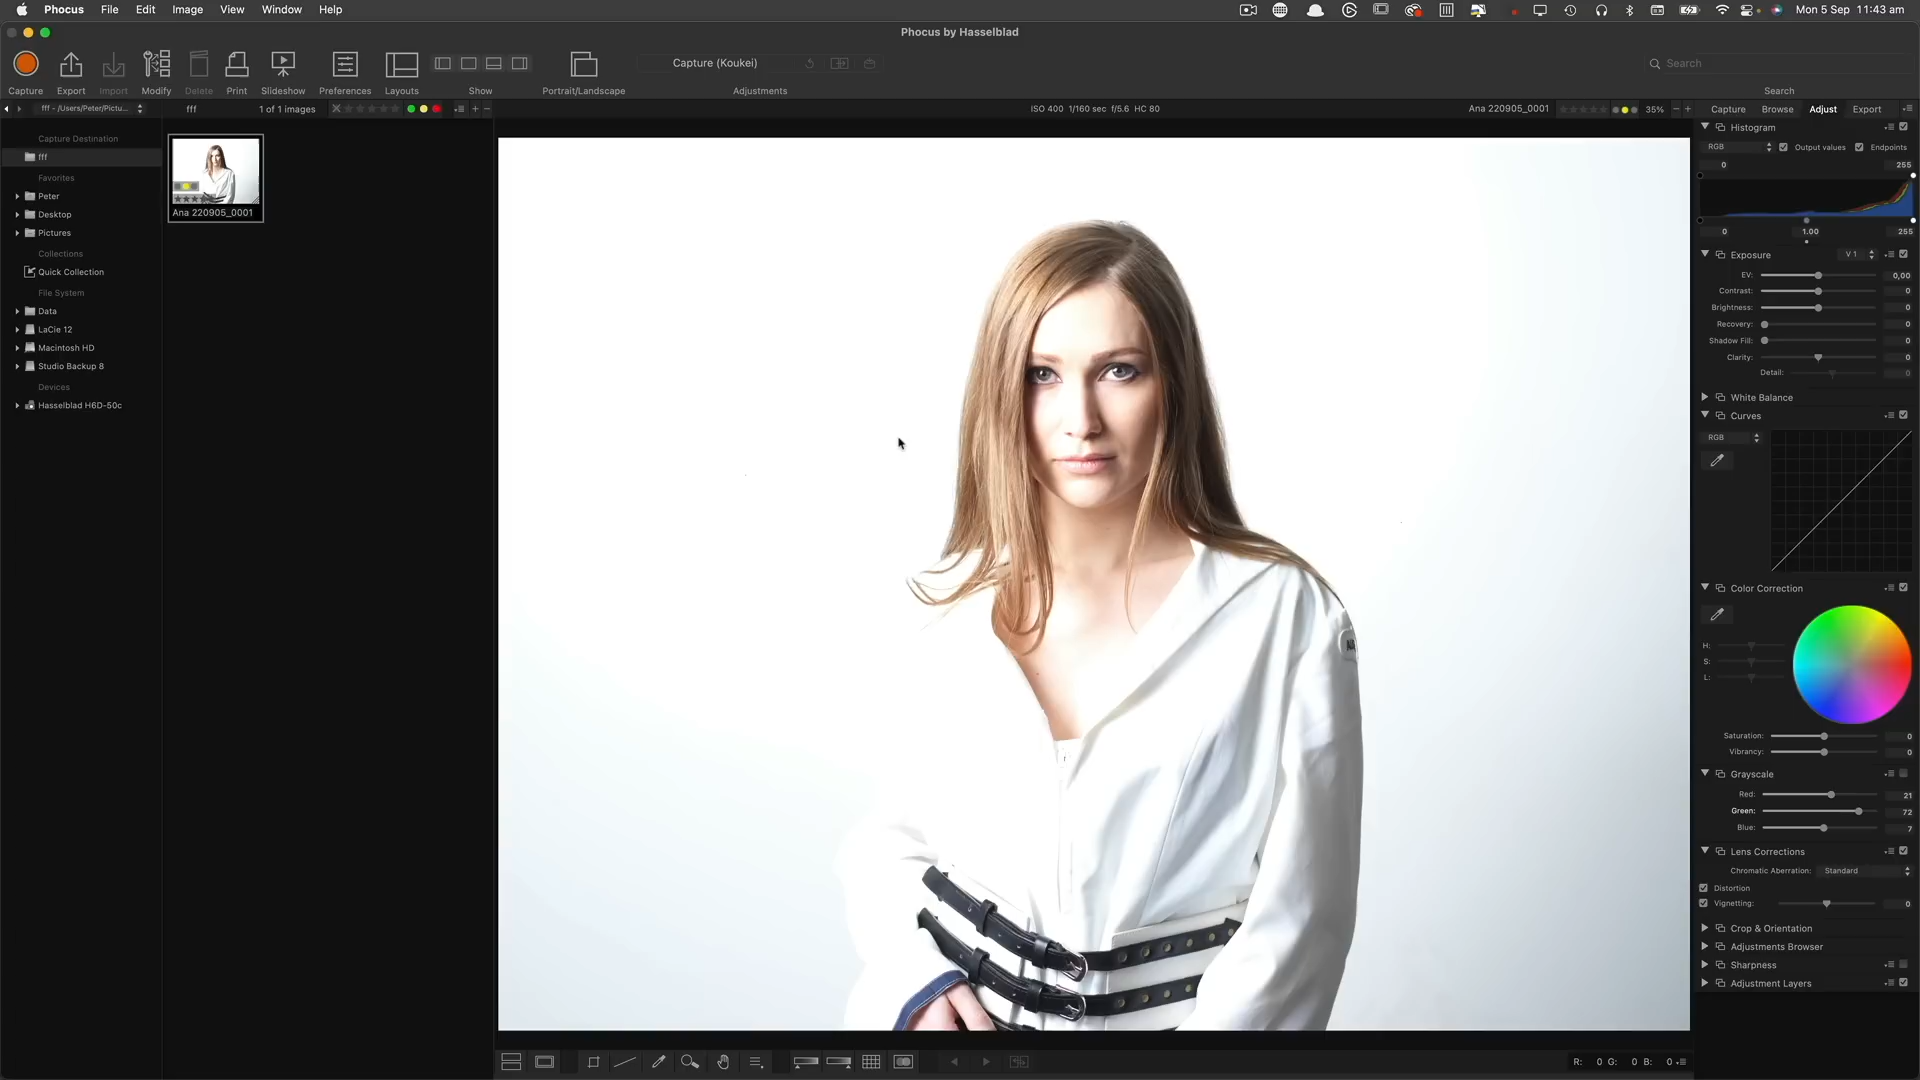 Phocus File Edit Image View Window Help
Mon 5 Sep 11:43 am
Phocus by Hasselblad
Capture Export Import Modify Delete Print Slideshow Preferences Layouts Show Portrait/Landscape
Capture (Koukei)
Adjustments
Search
Search
fff - /Users/Peter/Pictu...
fff
1 of 1 images
ISO 400 1/160 sec f/5.6 HC 80
Ana 220905_0001
35%
Capture Browse Adjust Export
Capture Destination
fff
Favorites
Peter
Desktop
Pictures
Collections
Quick Collection
File System
Data
LaCie 12
Macintosh HD
Studio Backup 8
Devices
Hasselblad H6D-50c
Ana 220905_0001
Histogram
RGB Output values Endpoints
0 255
0 1.00 255
Exposure V 1
EV: 0,00
Contrast: 0
Brightness: 0
Recovery: 0
Shadow Fill: 0
Clarity: 0
Detail: 0
White Balance
Curves
RGB
Color Correction
H:
S:
L:
Saturation: 0
Vibrancy: 0
Grayscale
Red: 21
Green: 72
Blue: 7
Lens Corrections
Chromatic Aberration: Standard
Distortion
Vignetting: 0
Crop & Orientation
Adjustments Browser
Sharpness
Adjustment Layers
R: 0 G: 0 B: 0